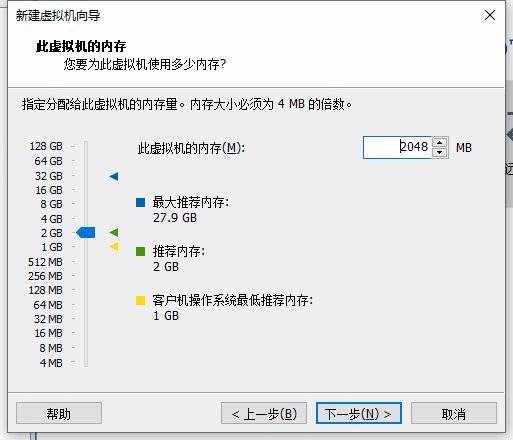 新建虚拟机向导
此虚拟机的内存
您要为此虚拟机使用多少内存?
指定分配给此虚拟机的内存量。内存大小必须为 4 MB 的倍数。
128 GB
64 GB
32 GB
16 GB
8 GB
4 GB
2 GB
1 GB
512 MB
256 MB
128 MB
64 MB
32 MB
16 MB
8 MB
4 MB
此虚拟机的内存(M):
2048 MB
最大推荐内存:
27.9 GB
推荐内存:
2 GB
客户机操作系统最低推荐内存:
1 GB
帮助
< 上一步(B)
下一步(N) >
取消